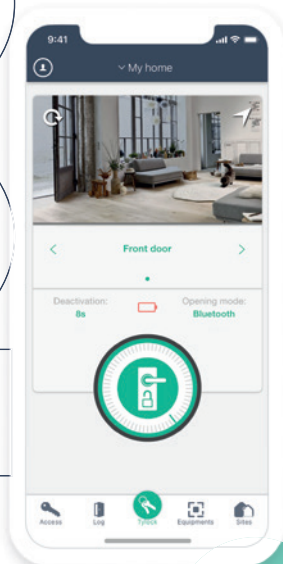 9:41
My home
Front door
Deactivation:
8s
Opening mode:
Bluetooth
Access
Log
Tylock
Equipments
Sites